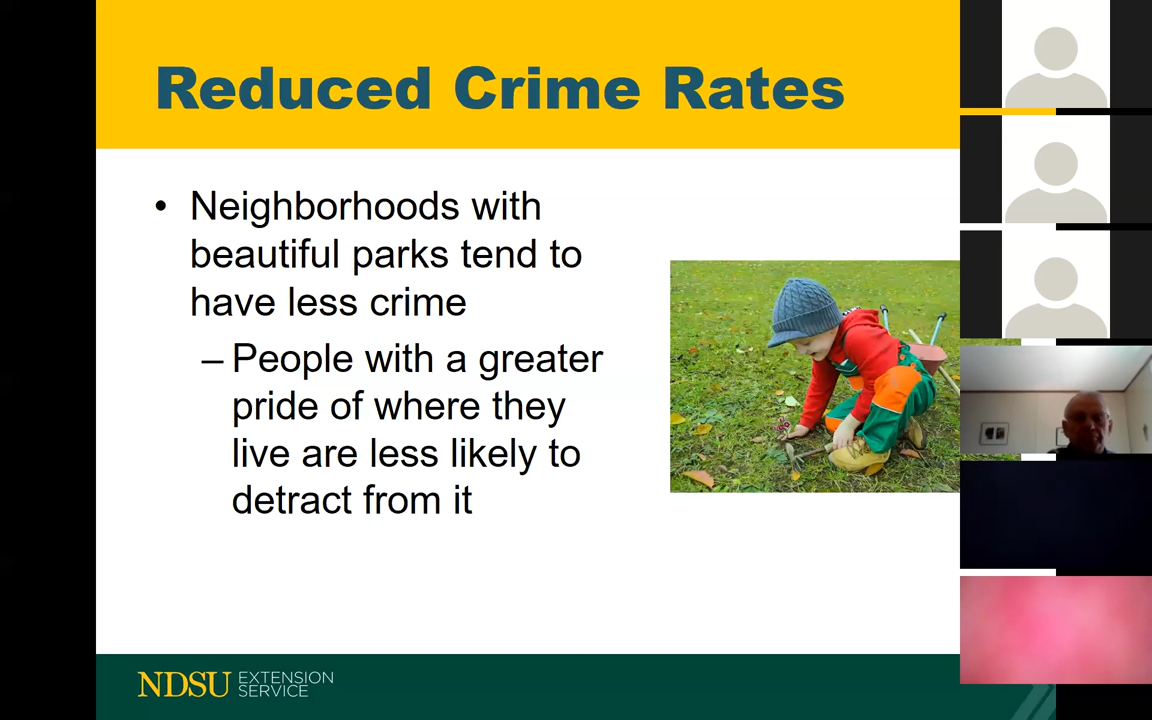 Reduced Crime Rates
• Neighborhoods with
beautiful parks tend to
have less crime
– People with a greater
pride of where they
live are less likely to
detract from it
NDSU EXTENSION
SERVICE